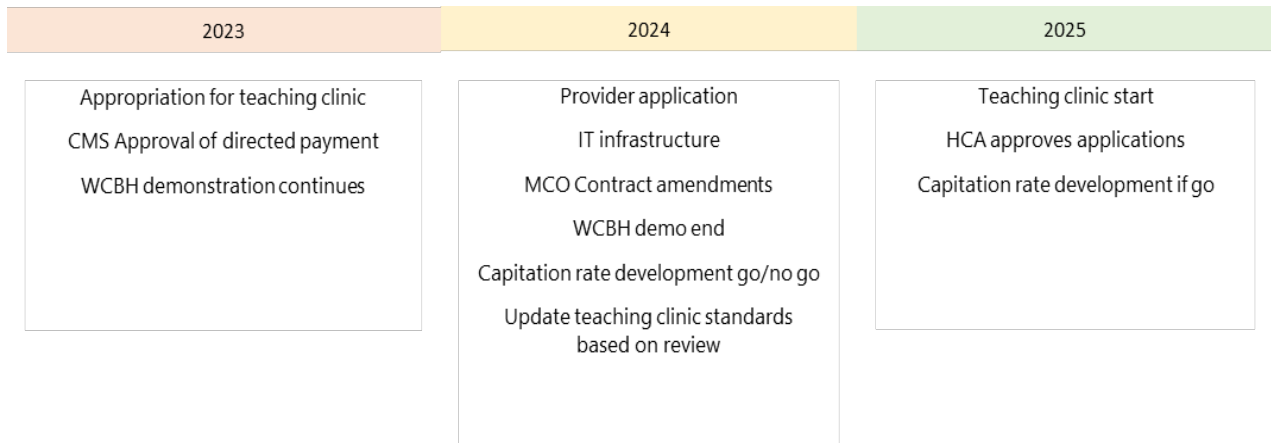 2023
Appropriation for teaching clinic
CMS Approval of directed payment
WCBH demonstration continues
2024
Provider application
IT infrastructure
MCO Contract amendments
WCBH demo end
Capitation rate development go/no go
Update teaching clinic standards
based on review
2025
Teaching clinic start
HCA approves applications
Capitation rate development if go